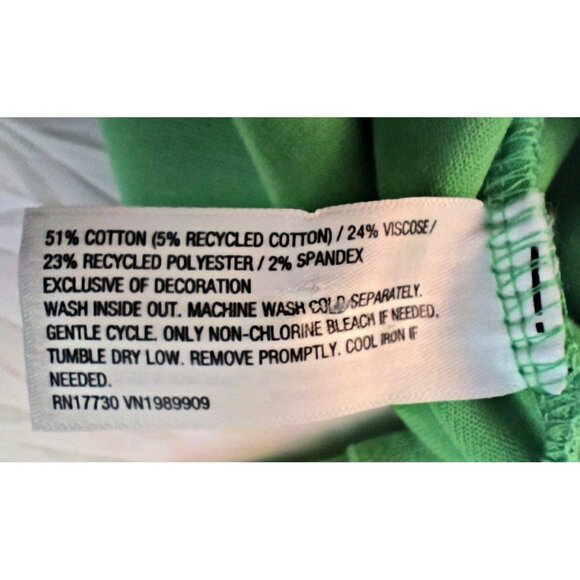 51% COTTON (5% RECYCLED COTTON) / 24% VISCOSE/
23% RECYCLED POLYESTER / 2% SPANDEX
EXCLUSIVE OF DECORATION
WASH INSIDE OUT. MACHINE WASH COLD SEPARATELY.
GENTLE CYCLE. ONLY NON-CHLORINE BLEACH IF NEEDED.
TUMBLE DRY LOW. REMOVE PROMPTLY. COOL IRON IF
NEEDED.
RN17730 VN1989909